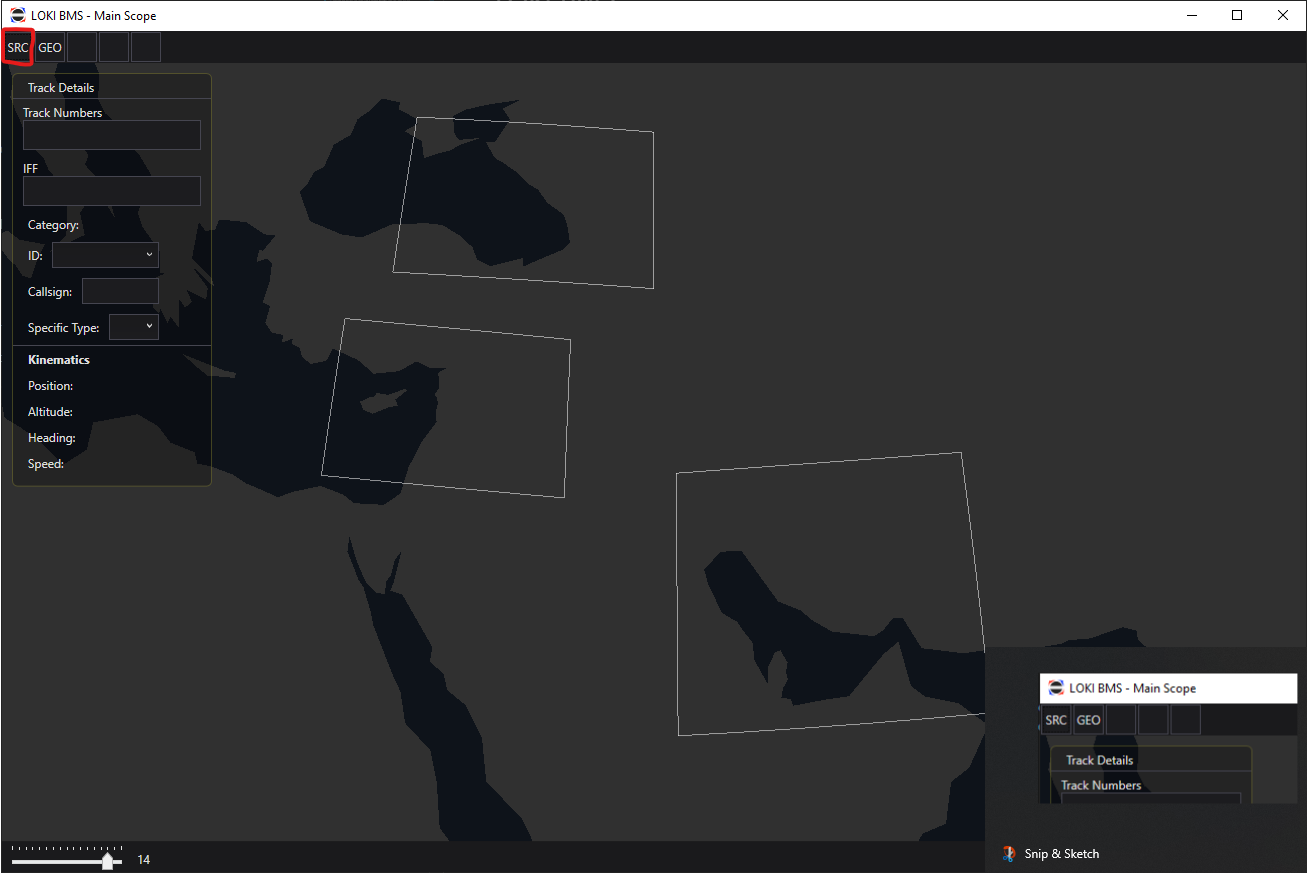 LOKI BMS - Main Scope
SRC GEO
Track Details
Track Numbers
IFF
Category:
ID:
Callsign:
Specific Type:
Kinematics
Position:
Altitude:
Heading:
Speed:
14
LOKI BMS - Main Scope
SRC GEO
Track Details
Track Numbers
Snip & Sketch